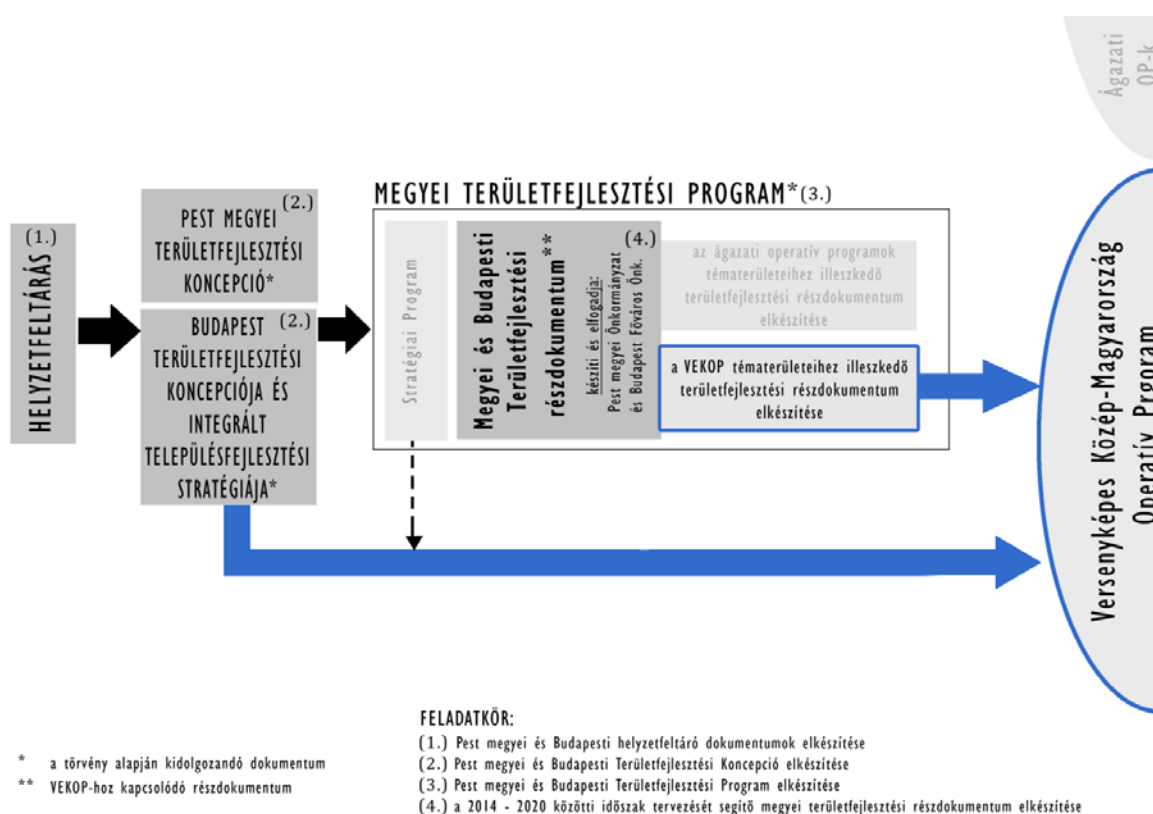 Ágazati
OP-k
MEGYEI TERÜLETFEJLESZTÉSI PROGRAM*(3.)
(1.)
HELYZETFELTÁRÁS
(2.)
PEST MEGYEI
TERÜLETFEJLESZTÉSI
KONCEPCIÓ*
(2.)
BUDAPEST
TERÜLETFEJLESZTÉSI
KONCEPCIÓJA ÉS
INTEGRÁLT
TELEPÜLÉSFEJLESZTÉSI
STRATÉGIÁJA*
Stratégiai Program
(4.)
Megyei és Budapesti
Területfejlesztési
részdokumentum**
készíti és elfogadja:
Pest megyei Önkormányzat
és Budapest Főváros Önk.
az ágazati operatív programok
tématerületeihez illeszkedő
területfejlesztési részdokumentum
elkészítése
a VEKOP tématerületeihez illeszkedő
területfejlesztési részdokumentum
elkészítése
Versenyképes Közép-Magyarország
Operatív Prgoram
FELADATKÖR:
(1.) Pest megyei és Budapesti helyzetfeltáró dokumentumok elkészítése
(2.) Pest megyei és Budapesti Területfejlesztési Koncepció elkészítése
(3.) Pest megyei és Budapesti Területfejlesztési Program elkészítése
(4.) a 2014 - 2020 közötti időszak tervezését segítő megyei területfejlesztési részdokumentum elkészítése
* a törvény alapján kidolgozandó dokumentum
** VEKOP-hoz kapcsolódó részdokumentum